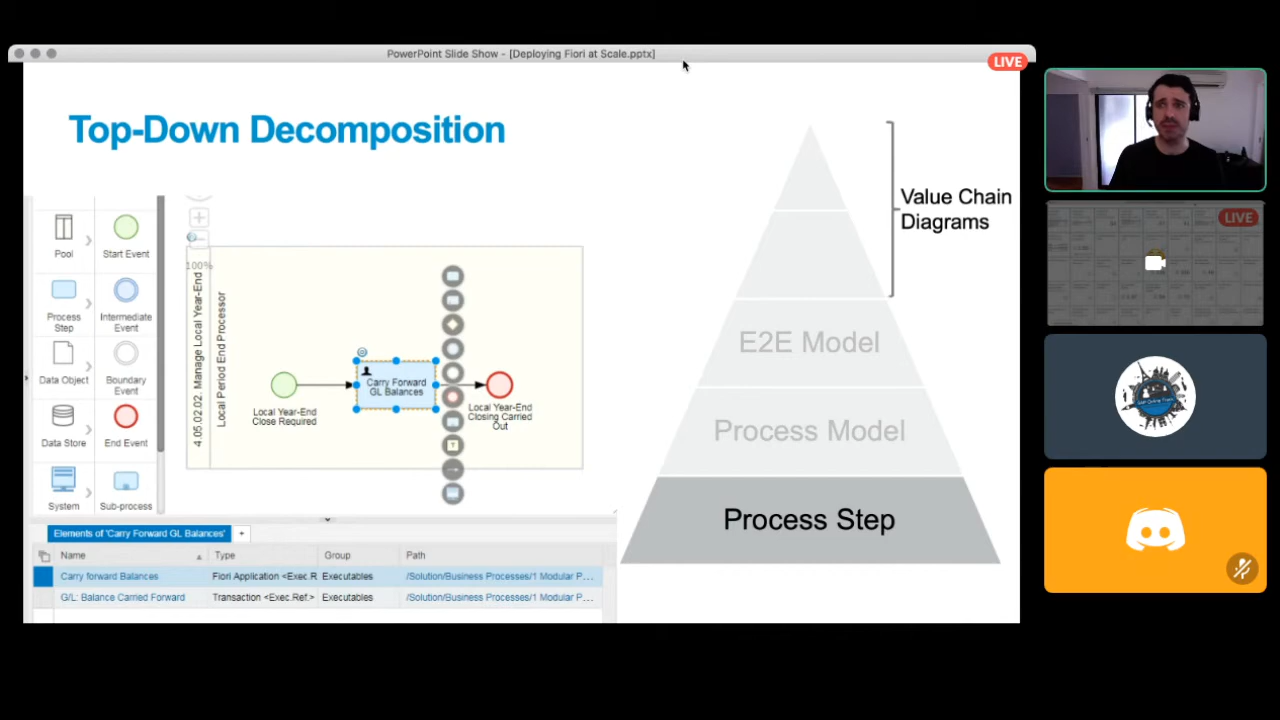 PowerPoint Slide Show - [Deploying Fiori at Scale.pptx]
LIVE
Top-Down Decomposition
Pool
Start Event
Process
Step
Intermediate
Event
Data Object
Boundary
Event
Data Store
End Event
System
Sub-process
100%
4.05.02.02. Manage Local Year-End
Local Period End Processor
Local Year-End
Close Required
Carry Forward
GL Balances
Local Year-End
Closing Carried
Out
T
Value Chain
Diagrams
E2E Model
Process Model
Process Step
Elements of 'Carry Forward GL Balances'
+
Name Type Group Path
Carry forward Balances Fiori Application <Exec.R Executables /Solution/Business Processes/1 Modular P...
G/L: Balance Carried Forward Transaction <Exec.Ref.> Executables /Solution/Business Processes/1 Modular P...
LIVE